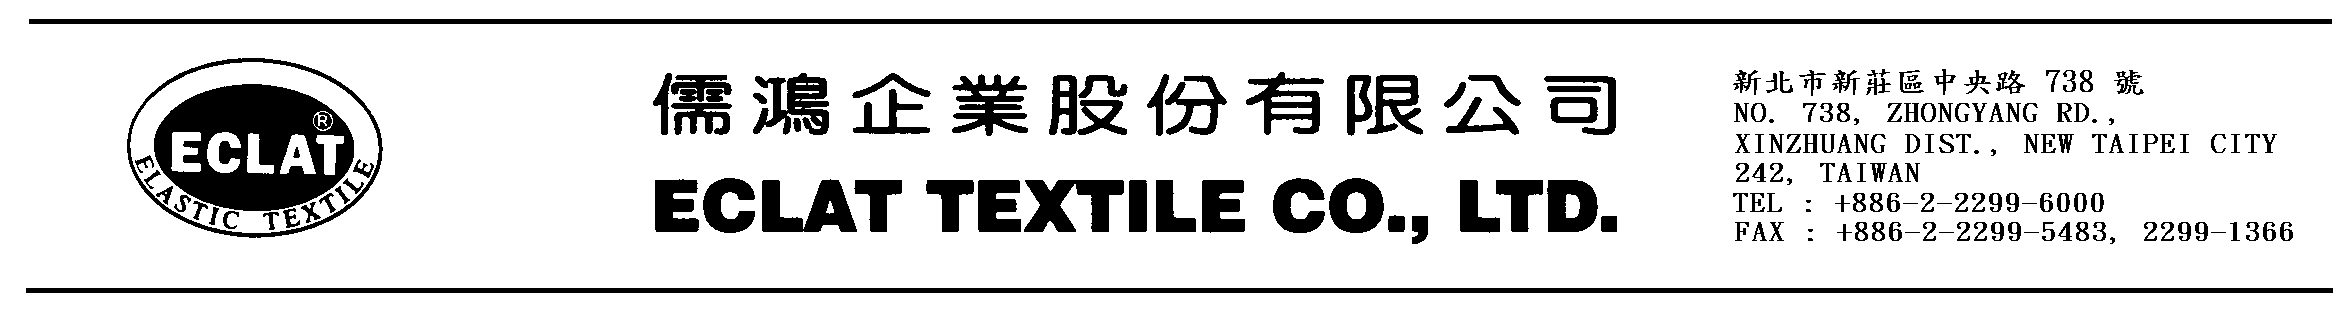 ECLAT®
ELASTIC TEXTILE
儒鴻企業股份有限公司
ECLAT TEXTILE CO., LTD.
新北市新莊區中央路 738 號
NO. 738, ZHONGYANG RD.,
XINZHUANG DIST., NEW TAIPEI CITY
242, TAIWAN
TEL : +886-2-2299-6000
FAX : +886-2-2299-5483, 2299-1366